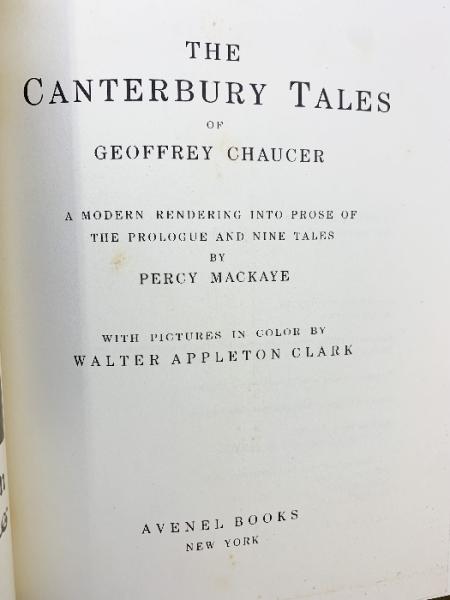 THE
CANTERBURY TALES
OF
GEOFFREY CHAUCER
A MODERN RENDERING INTO PROSE OF
THE PROLOGUE AND NINE TALES
BY
PERCY MACKAYE
WITH PICTURES IN COLOR BY
WALTER APPLETON CLARK
AVENEL BOOKS
NEW YORK